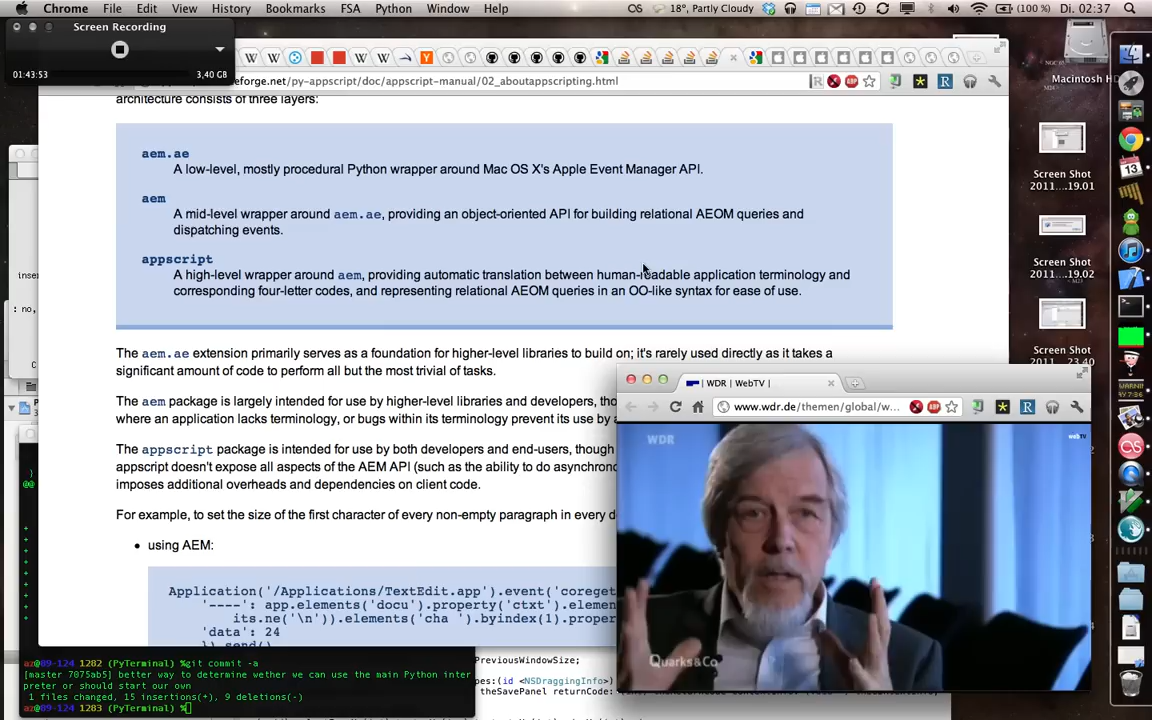 Chrome File Edit View History Bookmarks FSA Python Window Help
18°, Partly Cloudy (100 %) Di. 02:37
Screen Recording
01:43:53 3,40 GB
eforge.net/py-appscript/doc/appscript-manual/02_aboutappscripting.html
Macintosh H
architecture consists of three layers:
aem.ae
A low-level, mostly procedural Python wrapper around Mac OS X's Apple Event Manager API.
aem
A mid-level wrapper around aem.ae, providing an object-oriented API for building relational AEOM queries and
dispatching events.
appscript
A high-level wrapper around aem, providing automatic translation between human-readable application terminology and
corresponding four-letter codes, and representing relational AEOM queries in an OO-like syntax for ease of use.
The aem.ae extension primarily serves as a foundation for higher-level libraries to build on; it's rarely used directly as it takes a
significant amount of code to perform all but the most trivial of tasks.
The aem package is largely intended for use by higher-level libraries and developers, tho
where an application lacks terminology, or bugs within its terminology prevent its use by a
The appscript package is intended for use by both developers and end-users, though
appscript doesn't expose all aspects of the AEM API (such as the ability to do asynchron
imposes additional overheads and dependencies on client code.
For example, to set the size of the first character of every non-empty paragraph in every d
• using AEM:
Application('/Applications/TextEdit.app').event('coreget
'----': app.elements('docu').property('ctxt').elemen
its.ne('\n')).elements('cha ').byindex(1).prope
'data': 24
}).send()
Screen Shot
2011....19.01
Screen Shot
2011....19.02
Screen Shot
2011....23.40
| WDR | WebTV |
www.wdr.de/themen/global/w...
WDR
webTV
Quarks&Co
inser
: no,
az@89-124 1282 (PyTerminal) %git commit -a
[master 7075ab5] better way to determine wether we can use the main Python inter
preter or should start our own
1 files changed, 15 insertions(+), 9 deletions(-)
az@89-124 1283 (PyTerminal) %
PreviousWindowSize;
ns:(id <NSDraggingInfo>)
theSavePanel returnCode: